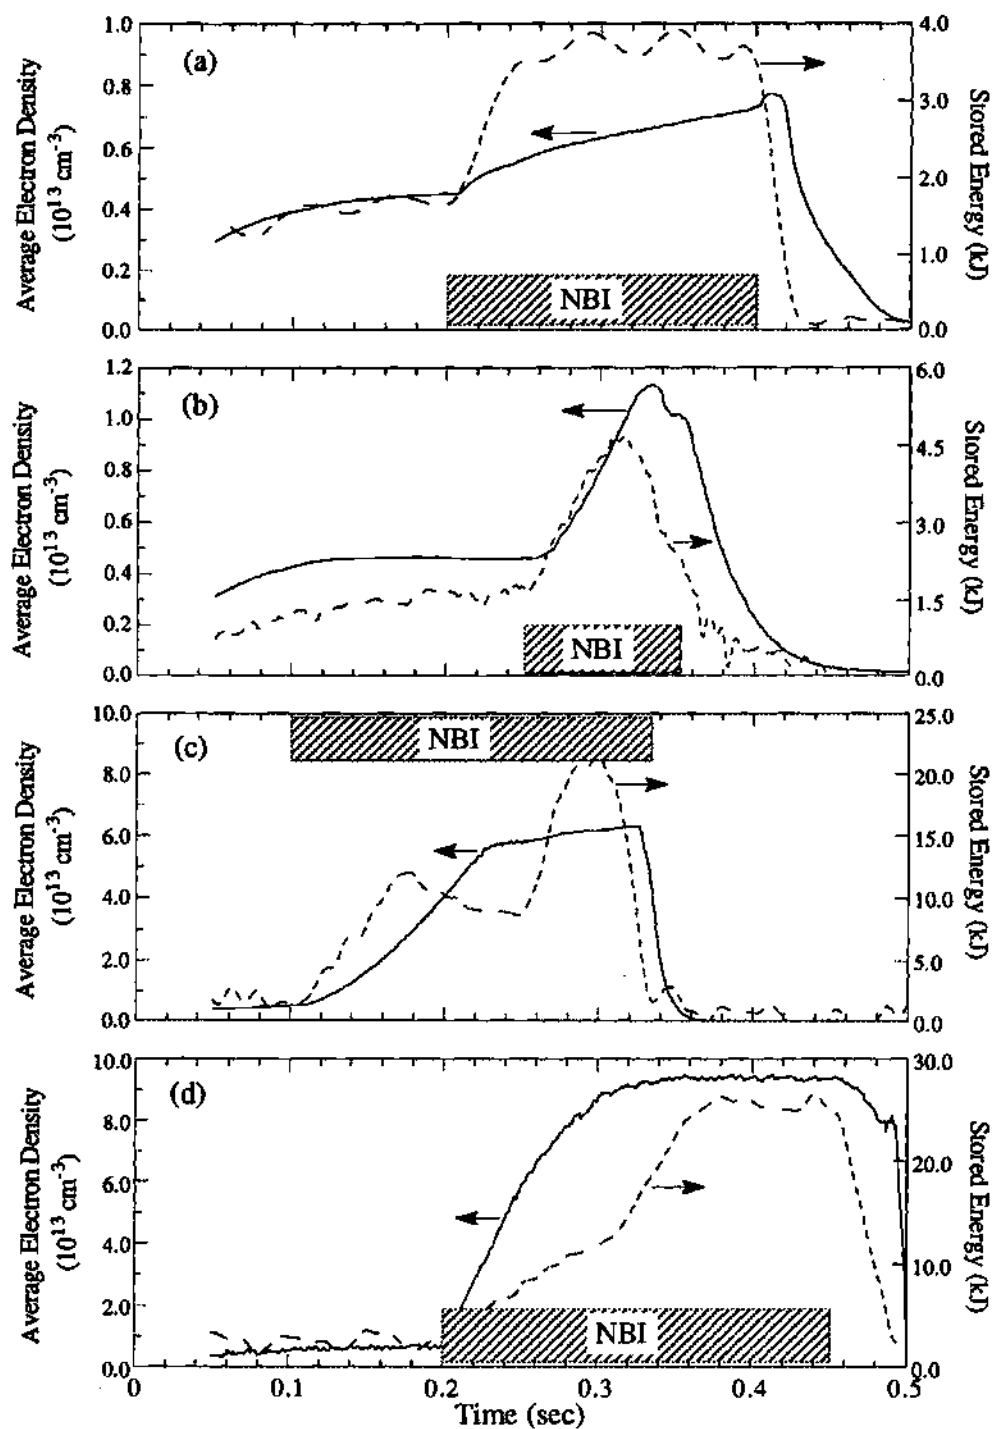 (a)
Average Electron Density
(10¹³ cm⁻³)
1.0
0.8
0.6
0.4
0.2
0.0
4.0
3.0
2.0
1.0
0.0
Stored Energy (kJ)
NBI
(b)
Average Electron Density
(10¹³ cm⁻³)
1.2
1.0
0.8
0.6
0.4
0.2
0.0
6.0
4.5
3.0
1.5
0.0
Stored Energy (kJ)
NBI
(c)
Average Electron Density
(10¹³ cm⁻³)
10.0
8.0
6.0
4.0
2.0
0.0
25.0
20.0
15.0
10.0
5.0
0.0
Stored Energy (kJ)
NBI
(d)
Average Electron Density
(10¹³ cm⁻³)
10.0
8.0
6.0
4.0
2.0
0.0
30.0
20.0
10.0
0.0
Stored Energy (kJ)
NBI
0 0.1 0.2 0.3 0.4 0.5
Time (sec)